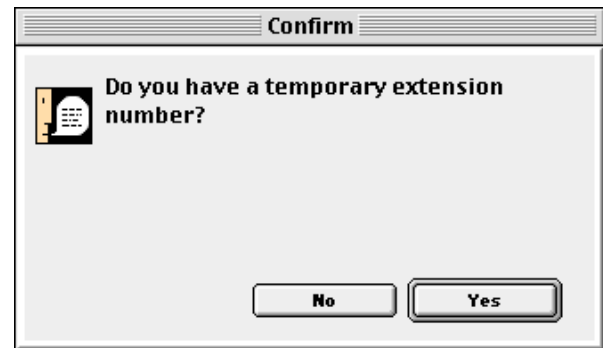 Confirm
Do you have a temporary extension
number?
No
Yes